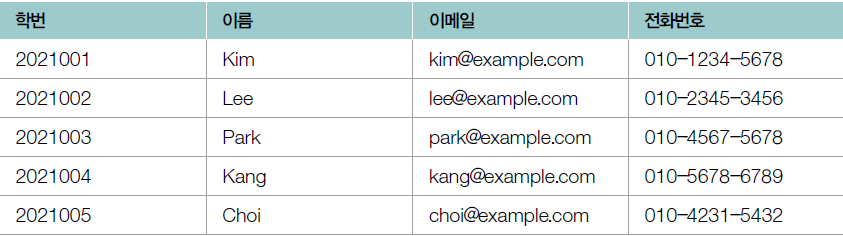 학번 이름 이메일 전화번호
2021001 Kim kim@example.com 010-1234-5678
2021002 Lee lee@example.com 010-2345-3456
2021003 Park park@example.com 010-4567-5678
2021004 Kang kang@example.com 010-5678-6789
2021005 Choi choi@example.com 010-4231-5432